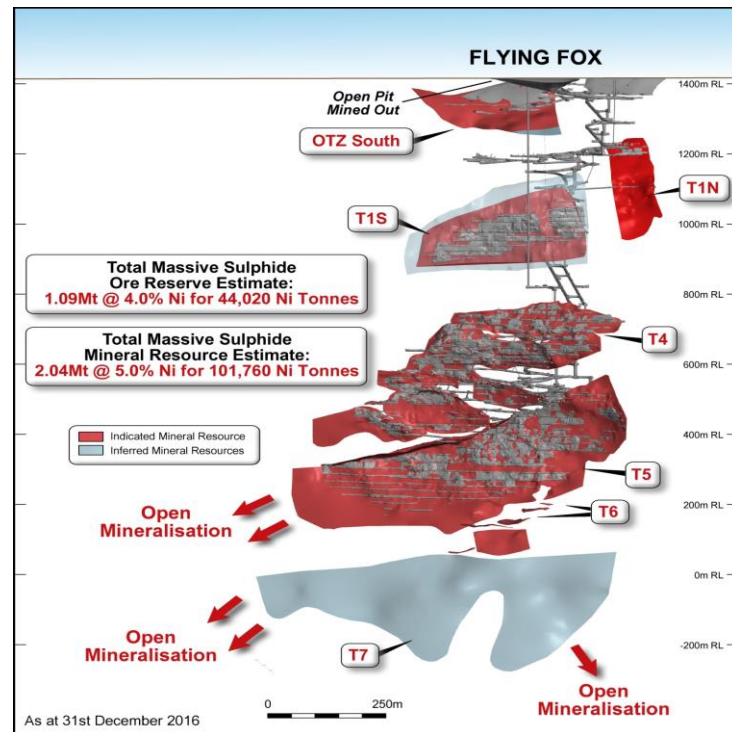 FLYING FOX
1400m RL
Open Pit
Mined Out
OTZ South
1200m RL
T1N
T1S
1000m RL
Total Massive Sulphide
Ore Reserve Estimate:
1.09Mt @ 4.0% Ni for 44,020 Ni Tonnes
800m RL
Total Massive Sulphide
Mineral Resource Estimate:
2.04Mt @ 5.0% Ni for 101,760 Ni Tonnes
T4
600m RL
Indicated Mineral Resource
Inferred Mineral Resources
400m RL
T5
Open
Mineralisation
T6
200m RL
0m RL
Open
Mineralisation
T7
-200m RL
Open
Mineralisation
0 250m
As at 31st December 2016